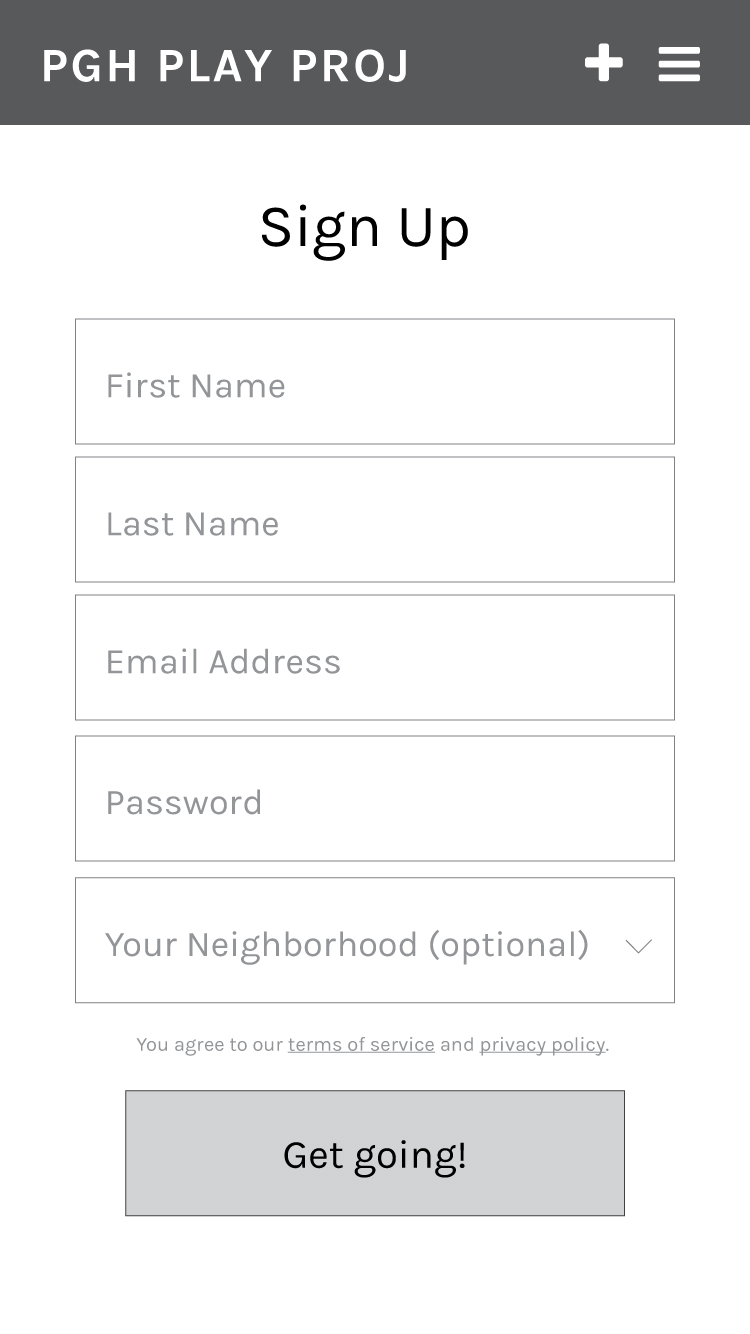 PGH PLAY PROJ
Sign Up
First Name
Last Name
Email Address
Password
Your Neighborhood (optional)
You agree to our terms of service and privacy policy.
Get going!